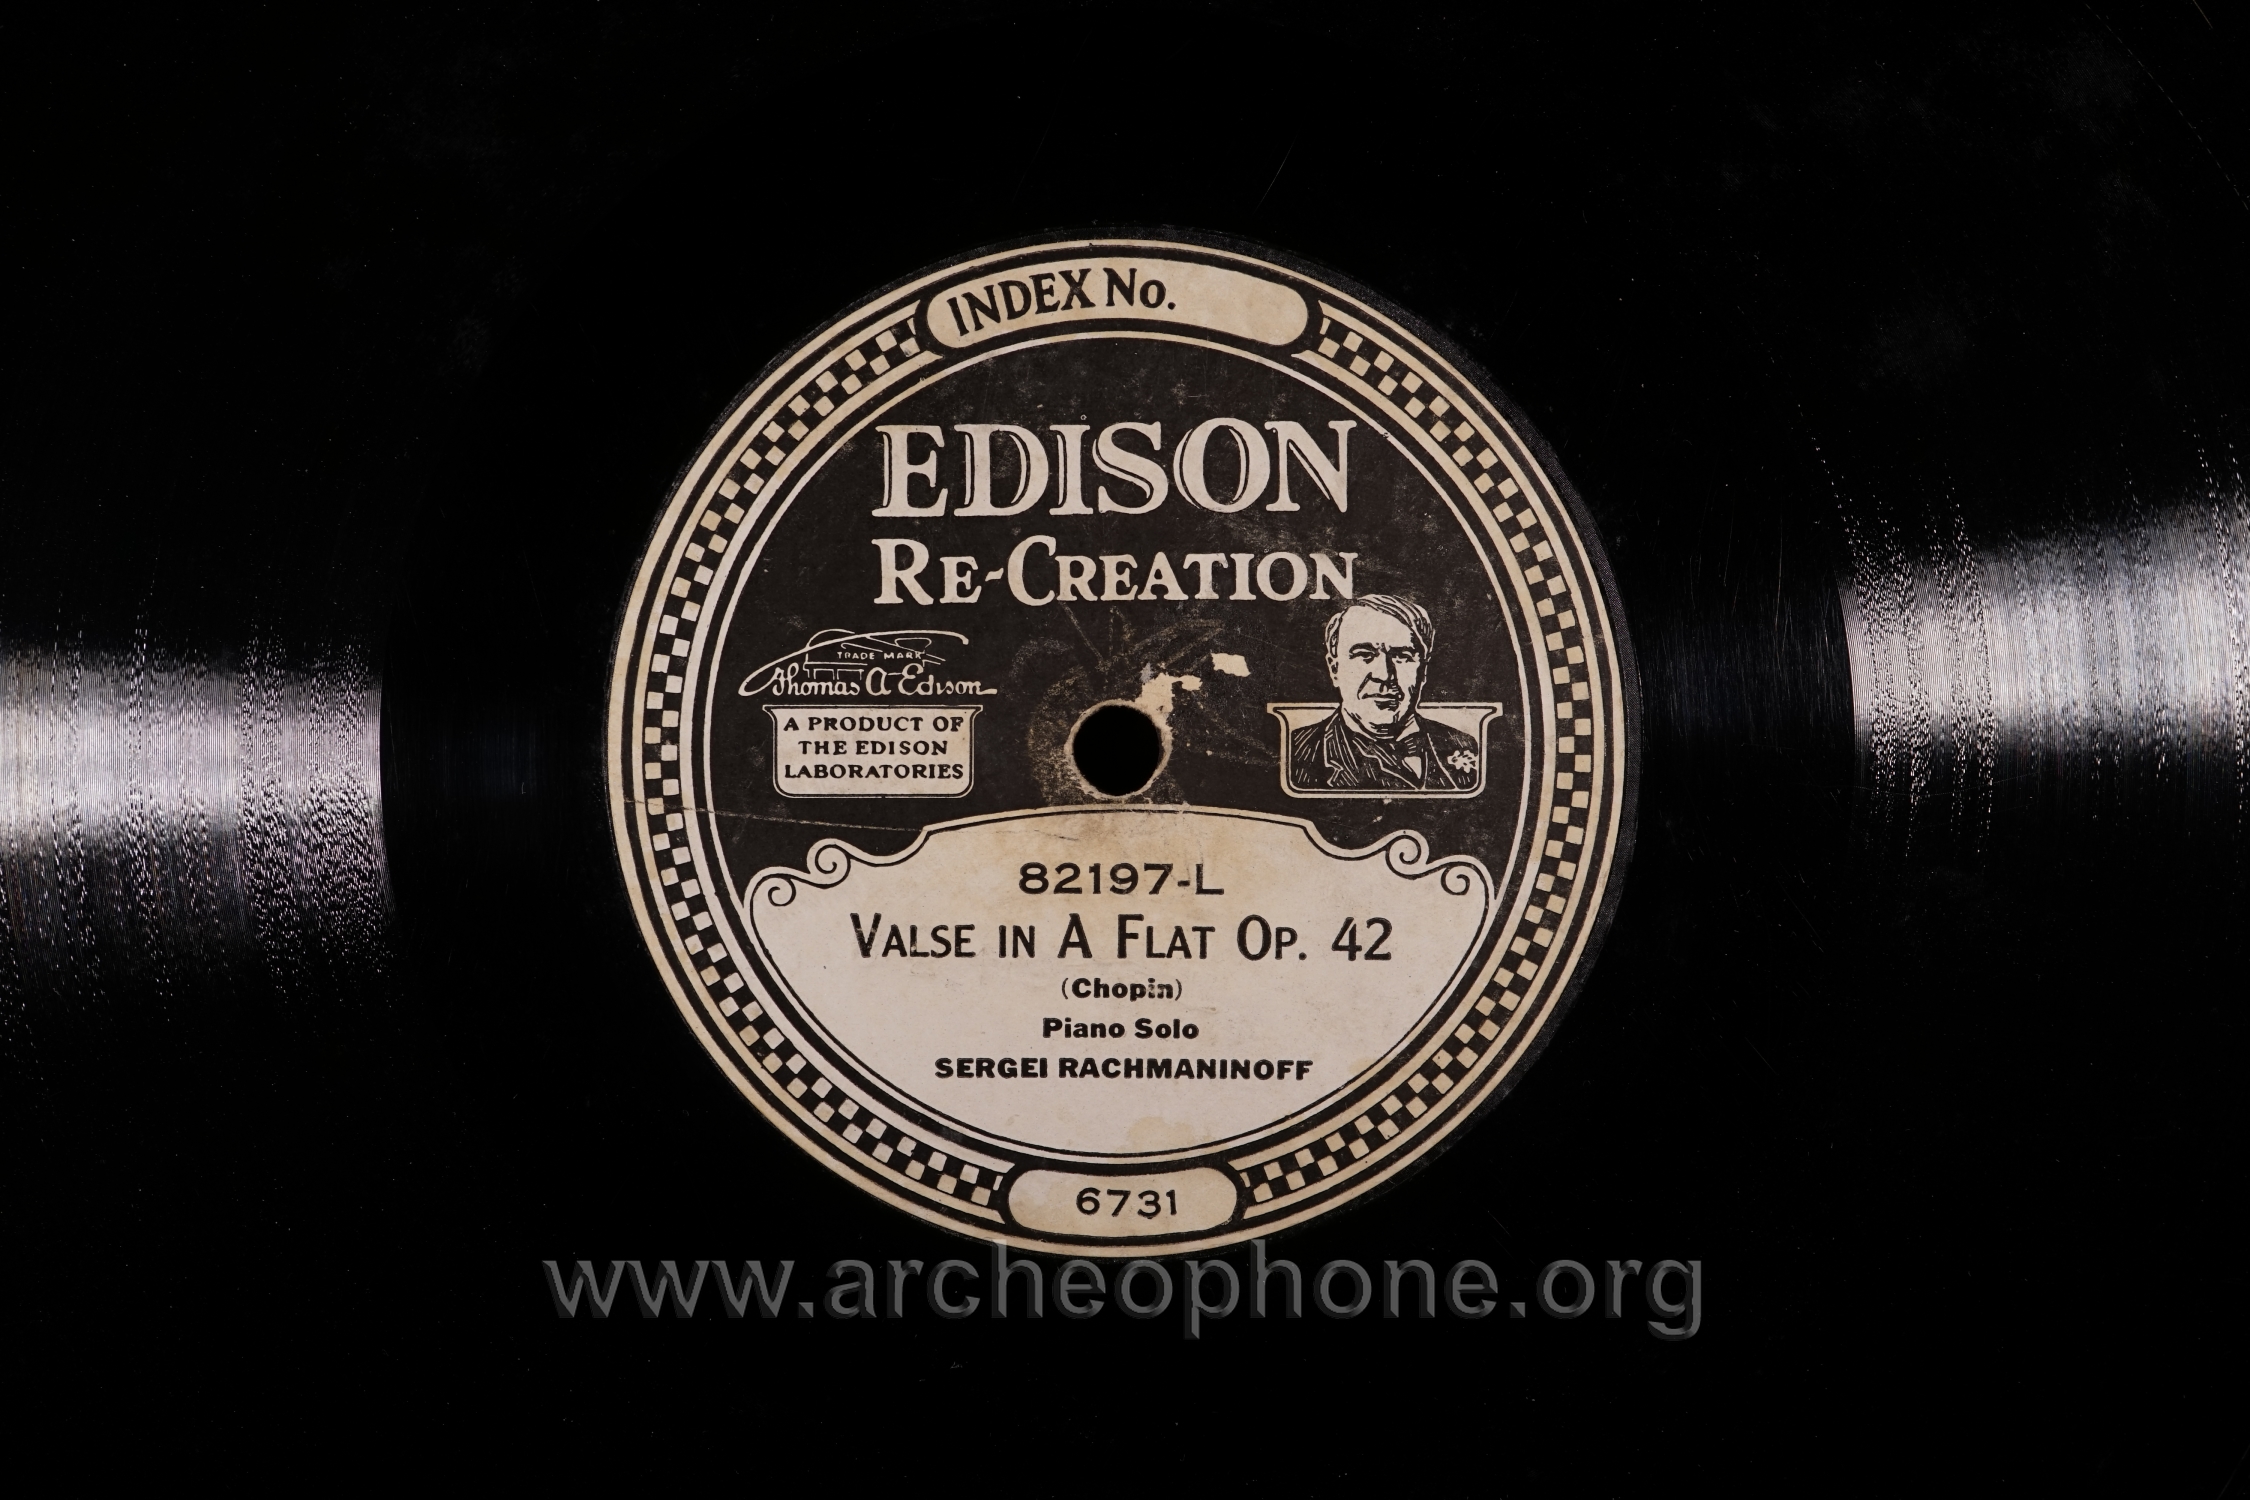 INDEX No.
EDISON
RE-CREATION
TRADE MARK
Thomas A Edison
A PRODUCT OF
THE EDISON
LABORATORIES
82197-L
VALSE IN A FLAT OP. 42
(Chopin)
Piano Solo
SERGEI RACHMANINOFF
6731
www.archeophone.org